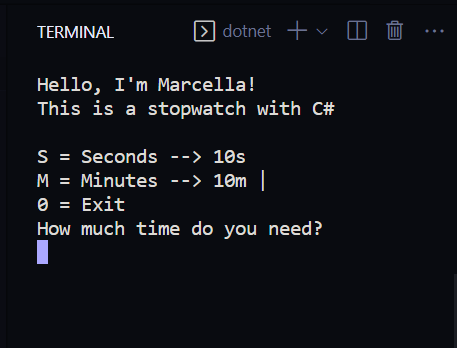 TERMINAL dotnet
Hello, I'm Marcella!
This is a stopwatch with C#
S = Seconds --> 10s
M = Minutes --> 10m |
0 = Exit
How much time do you need?